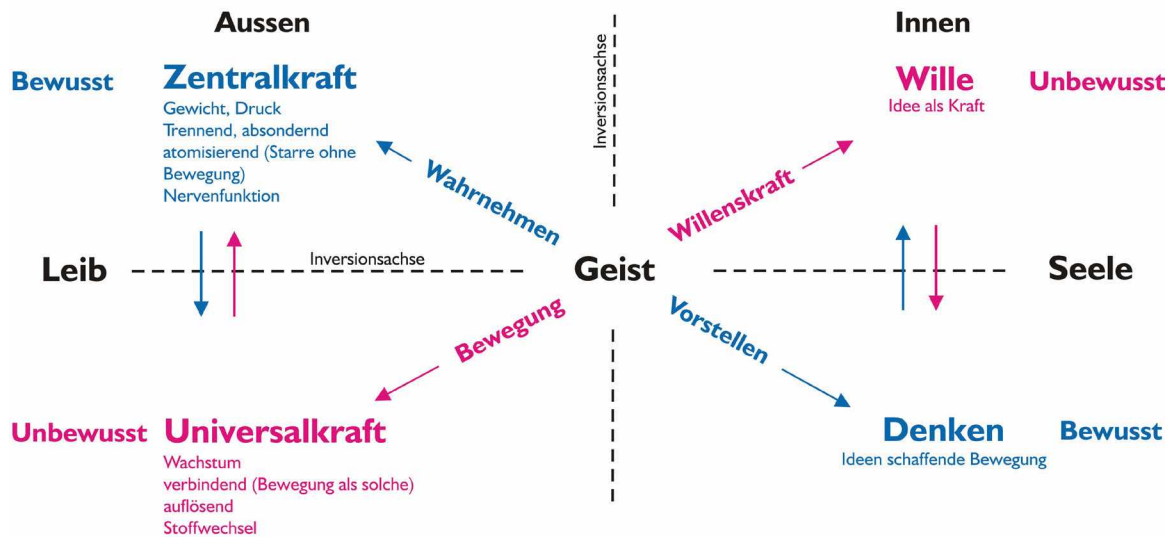 Aussen
Innen
Bewusst
Zentralkraft
Gewicht, Druck
Trennend, absondernd
atomisierend (Starre ohne
Bewegung)
Nervenfunktion
Inversionsachse
Wille
Idee als Kraft
Unbewusst
Wahrnehmen
Willenskraft
Leib
Inversionsachse
Geist
Seele
Bewegung
Vorstellen
Unbewusst
Universalkraft
Wachstum
verbindend (Bewegung als solche)
auflösend
Stoffwechsel
Denken
Ideen schaffende Bewegung
Bewusst